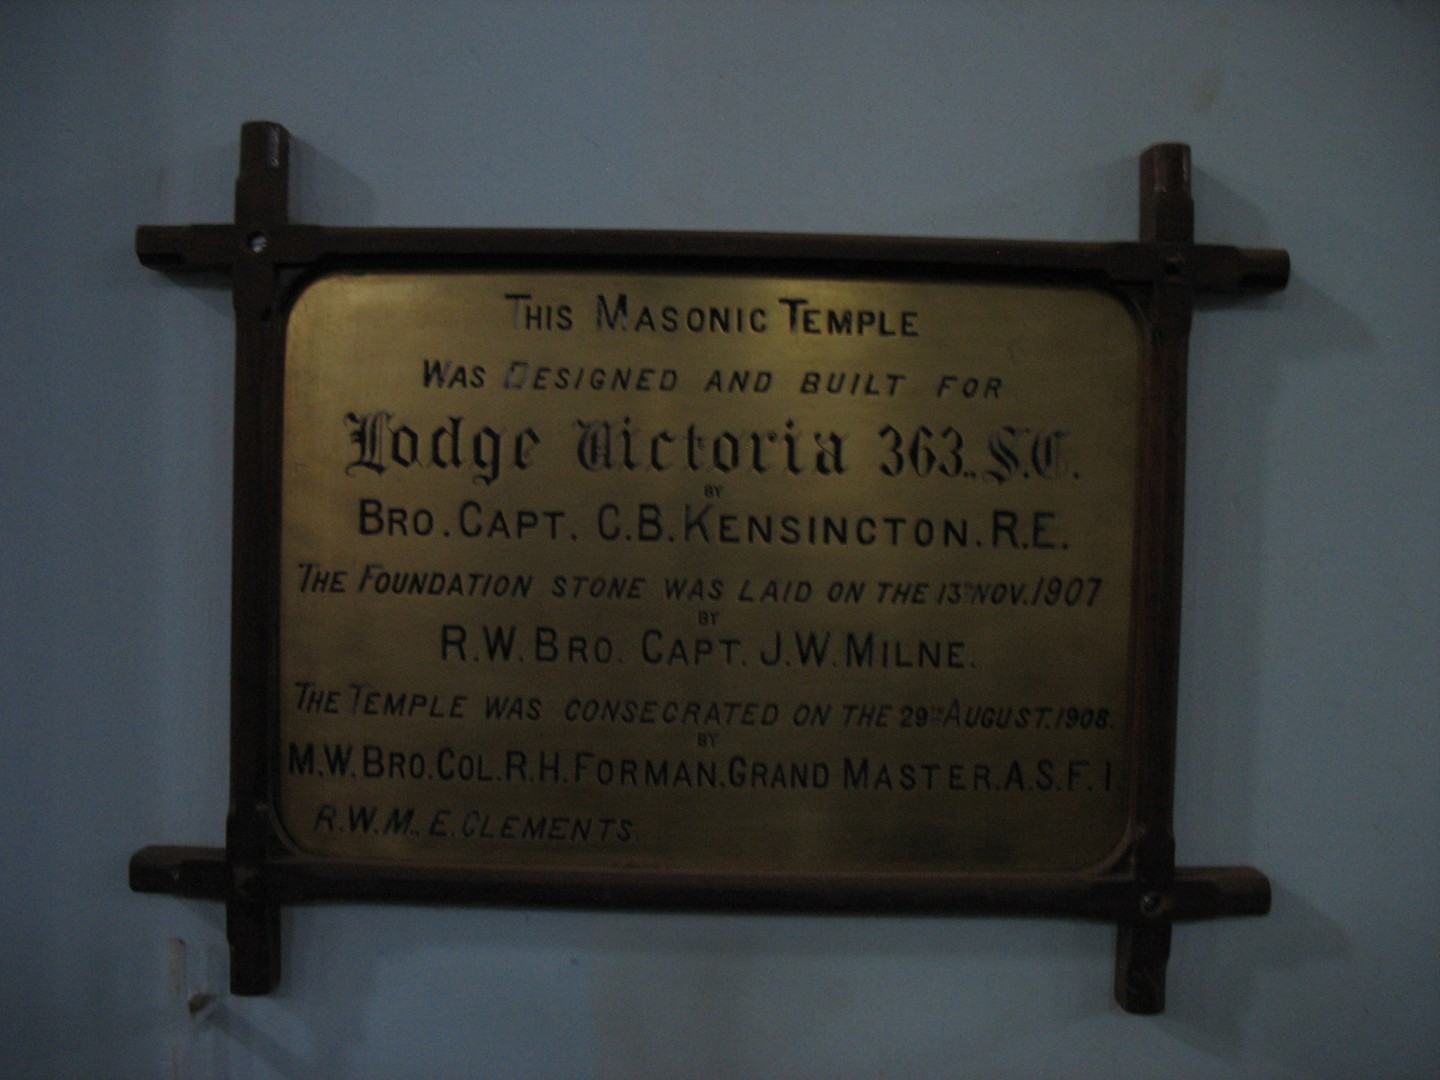 THIS MASONIC TEMPLE
WAS DESIGNED AND BUILT FOR
Lodge Victoria 363.. S.C.
BY
BRO. CAPT. C.B. KENSINCTON. R.E.
THE FOUNDATION STONE WAS LAID ON THE 13TH NOV. 1907
BY
R.W. BRO. CAPT. J.W. MILNE.
THE TEMPLE WAS CONSECRATED ON THE 29TH AUGUST. 1908.
BY
M.W. BRO. COL. R.H. FORMAN. GRAND MASTER. A.S.F.I.
R.W.M., E. CLEMENTS.